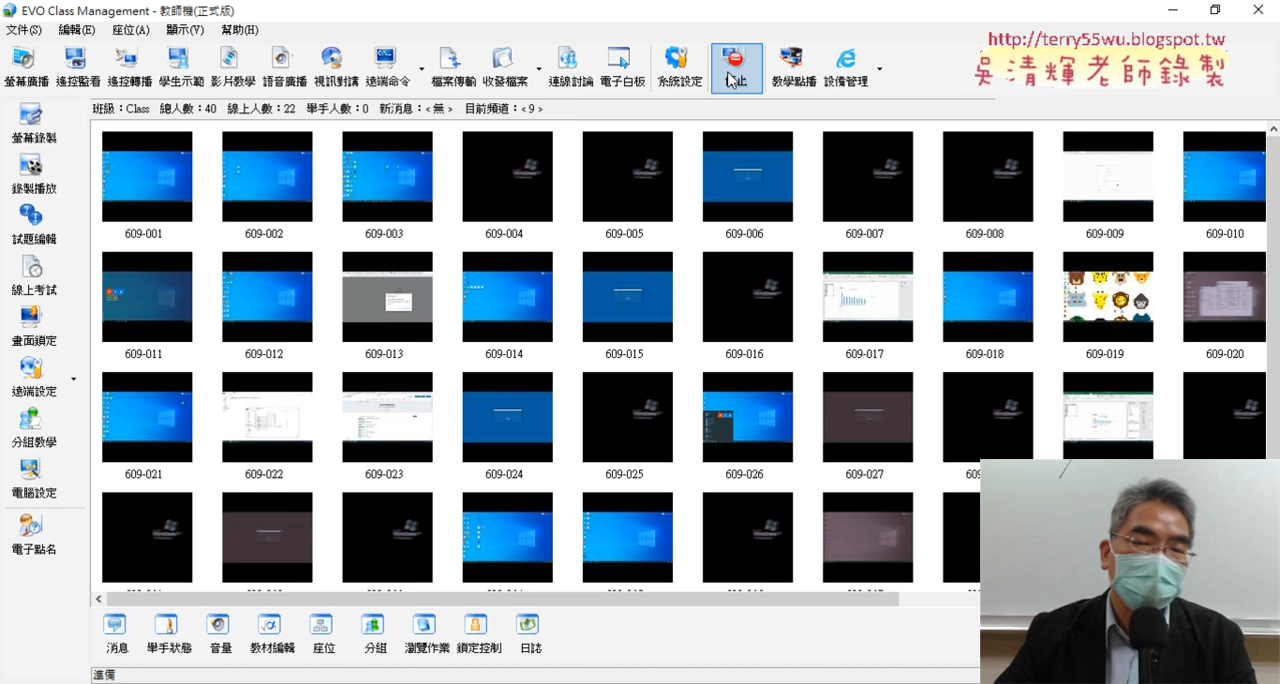 EVO Class Management - 教師機(正式版)
文件(S) 編輯(E) 座位(A) 顯示(V) 幫助(H)
http://terry55wu.blogspot.tw
吳清輝老師錄製
螢幕廣播 遙控監看 遙控轉播 學生示範 影片教學 語音廣播 視訊對講 遠端命令 檔案傳輸 收發檔案 連線討論 電子白板 系統設定 止 教學點播 設備管理
班級：Class 總人數：40 線上人數：22 舉手人數：0 新消息：< 無 > 目前頻道：< 9 >
螢幕錄製
錄製播放
試題編輯
線上考試
畫面鎖定
遠端設定
分組教學
電腦設定
電子點名
609-001 609-002 609-003 609-004 609-005 609-006 609-007 609-008 609-009 609-010
609-011 609-012 609-013 609-014 609-015 609-016 609-017 609-018 609-019 609-020
609-021 609-022 609-023 609-024 609-025 609-026 609-027
消息 舉手狀態 音量 教材編輯 座位 分組 瀏覽作業 鎖定控制 日誌
準備